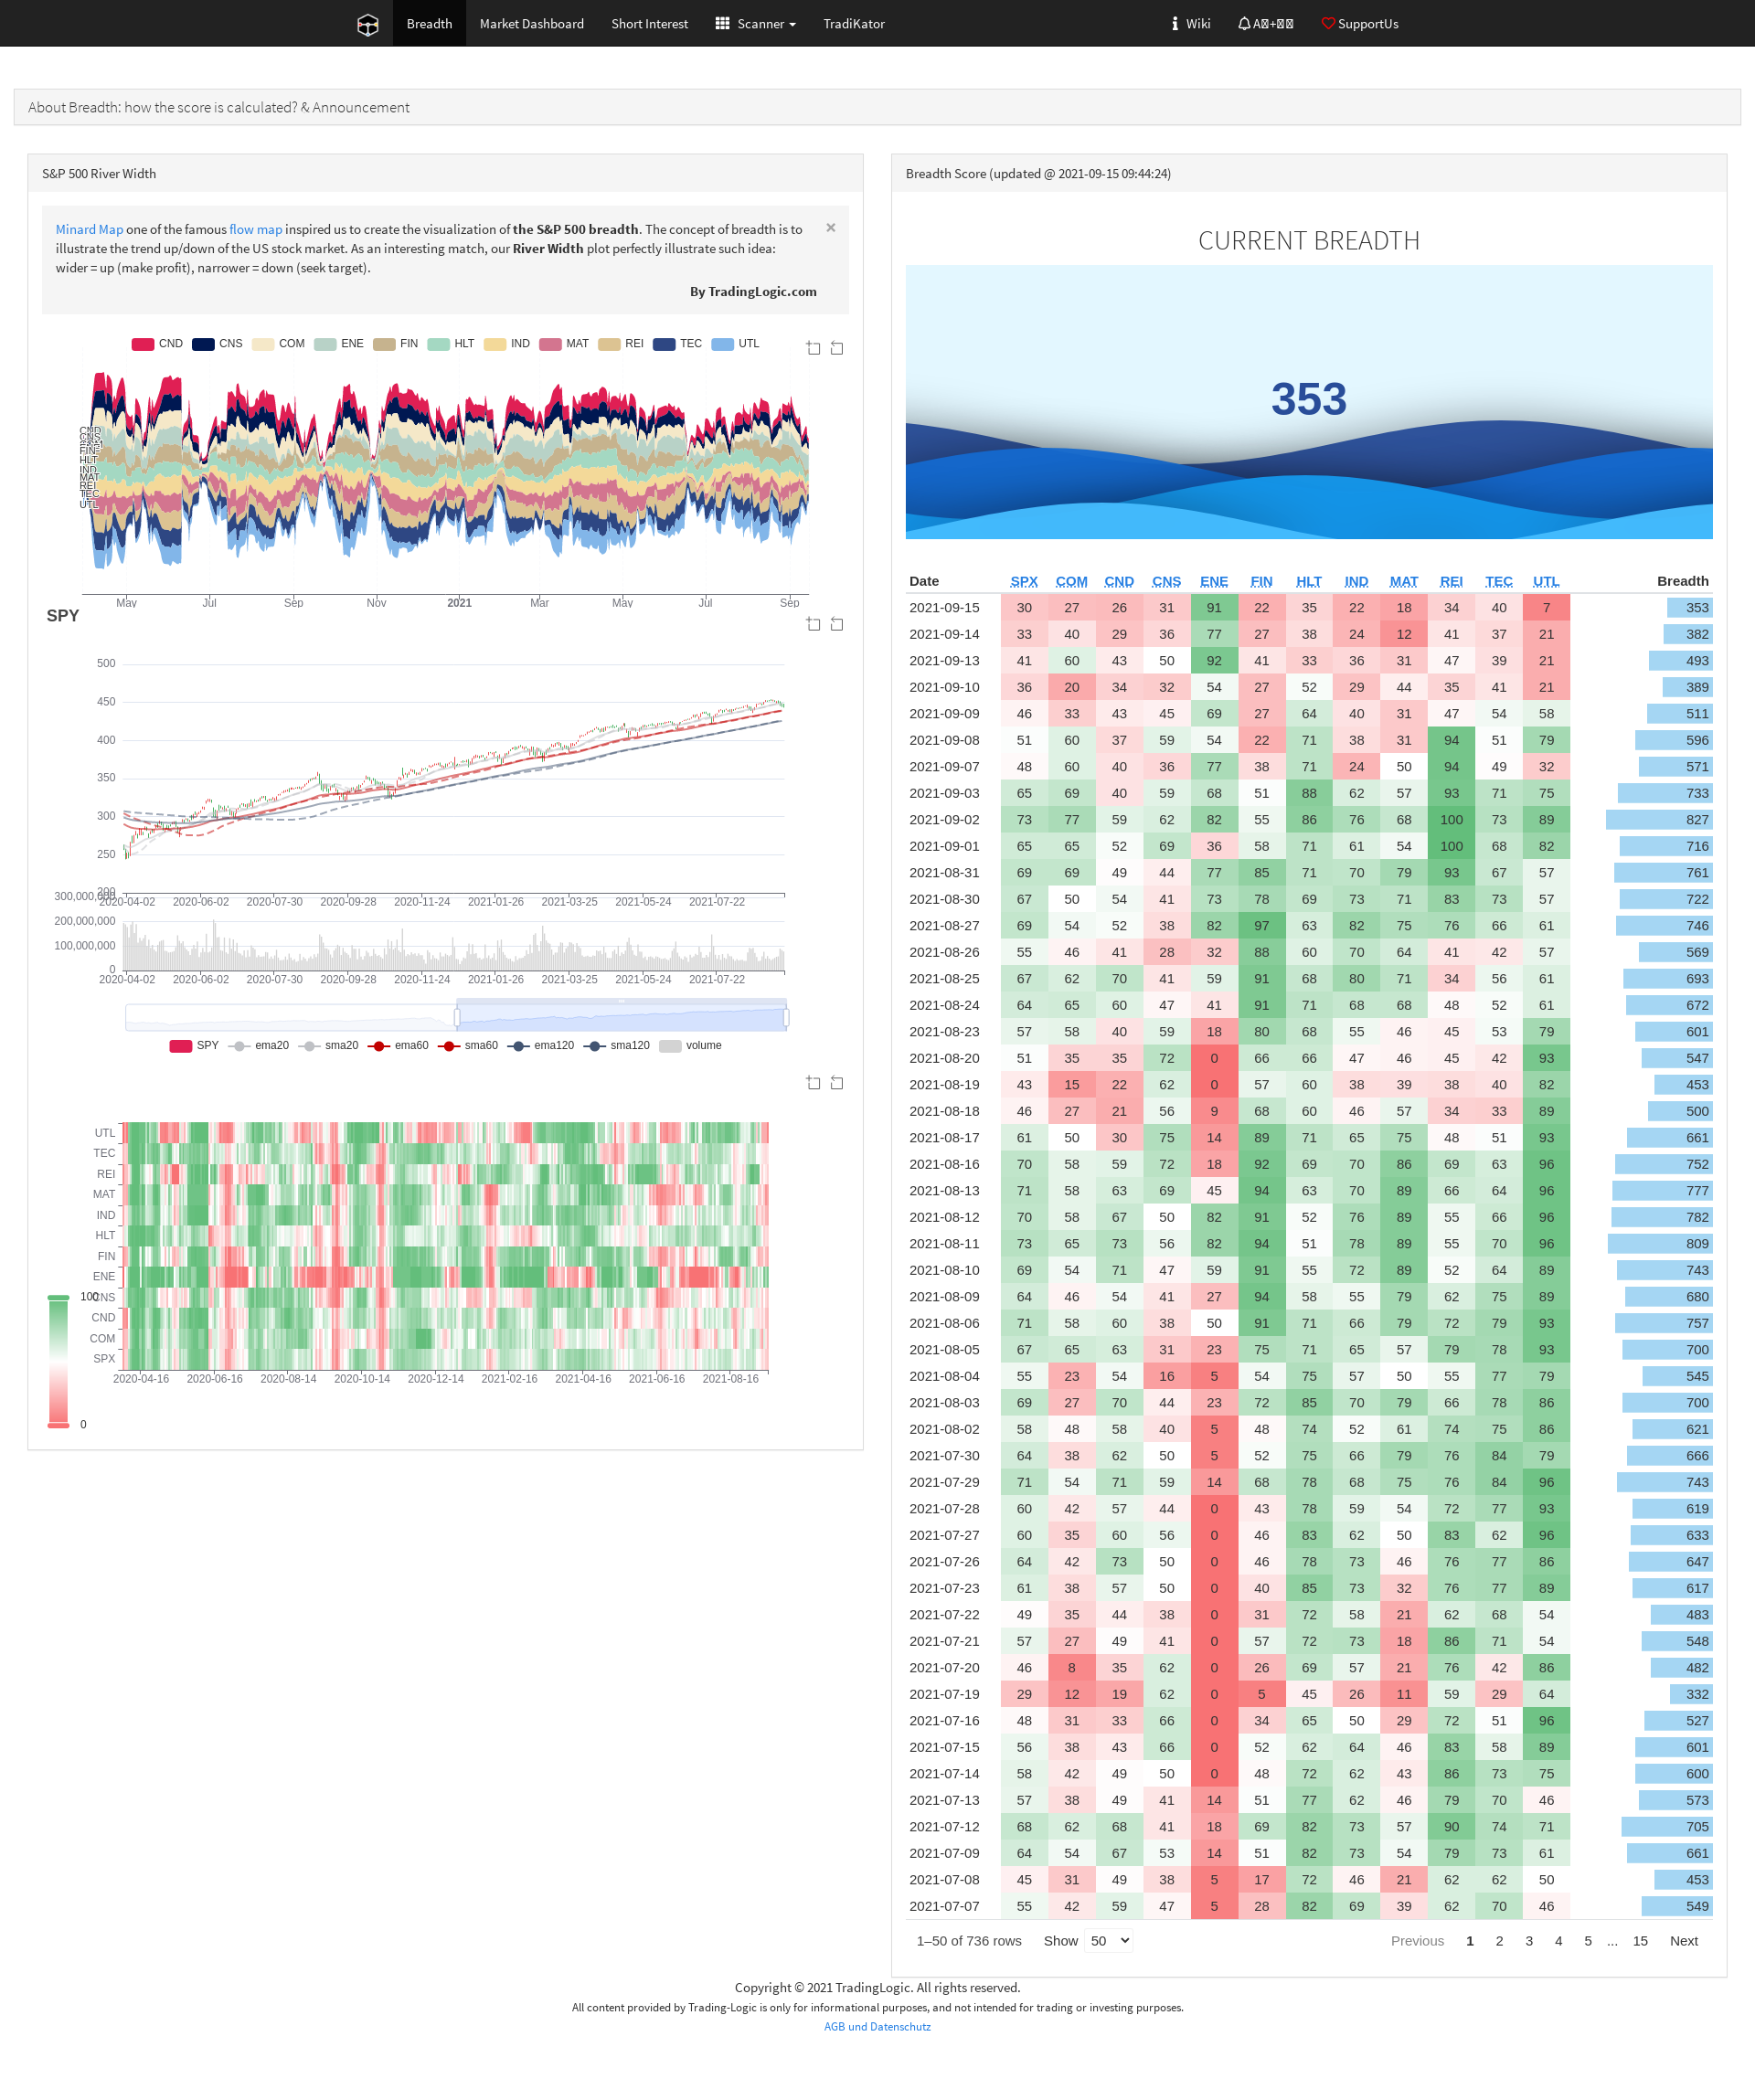 Breadth Market Dashboard Short Interest Scanner TradiKator Wiki SupportUs
About Breadth: how the score is calculated? & Announcement
S&P 500 River Width
Minard Map one of the famous flow map inspired us to create the visualization of the S&P 500 breadth. The concept of breadth is to
illustrate the trend up/down of the US stock market. As an interesting match, our River Width plot perfectly illustrate such idea:
wider = up (make profit), narrower = down (seek target).
×
By TradingLogic.com
CND CNS COM ENE FIN HLT IND MAT REI TEC UTL
CND
CNS
FIN
HLT
IND
MAT
REI
TEC
UTL
May Jul Sep Nov 2021 Mar May Jul Sep
SPY
500
450
400
350
300
250
200
2020-04-02 2020-06-02 2020-07-30 2020-09-28 2020-11-24 2021-01-26 2021-03-25 2021-05-24 2021-07-22
300,000,000
200,000,000
100,000,000
0
2020-04-02 2020-06-02 2020-07-30 2020-09-28 2020-11-24 2021-01-26 2021-03-25 2021-05-24 2021-07-22
SPY ema20 sma20 ema60 sma60 ema120 sma120 volume
UTL
TEC
REI
MAT
IND
HLT
FIN
ENE
CNS
CND
COM
SPX
2020-04-16 2020-06-16 2020-08-14 2020-10-14 2020-12-14 2021-02-16 2021-04-16 2021-06-16 2021-08-16
100
0
Breadth Score (updated @ 2021-09-15 09:44:24)
CURRENT BREADTH
353
Date SPX COM CND CNS ENE FIN HLT IND MAT REI TEC UTL Breadth
2021-09-15 30 27 26 31 91 22 35 22 18 34 40 7 353
2021-09-14 33 40 29 36 77 27 38 24 12 41 37 21 382
2021-09-13 41 60 43 50 92 41 33 36 31 47 39 21 493
2021-09-10 36 20 34 32 54 27 52 29 44 35 41 21 389
2021-09-09 46 33 43 45 69 27 64 40 31 47 54 58 511
2021-09-08 51 60 37 59 54 22 71 38 31 94 51 79 596
2021-09-07 48 60 40 36 77 38 71 24 50 94 49 32 571
2021-09-03 65 69 40 59 68 51 88 62 57 93 71 75 733
2021-09-02 73 77 59 62 82 55 86 76 68 100 73 89 827
2021-09-01 65 65 52 69 36 58 71 61 54 100 68 82 716
2021-08-31 69 69 49 44 77 85 71 70 79 93 67 57 761
2021-08-30 67 50 54 41 73 78 69 73 71 83 73 57 722
2021-08-27 69 54 52 38 82 97 63 82 75 76 66 61 746
2021-08-26 55 46 41 28 32 88 60 70 64 41 42 57 569
2021-08-25 67 62 70 41 59 91 68 80 71 34 56 61 693
2021-08-24 64 65 60 47 41 91 71 68 68 48 52 61 672
2021-08-23 57 58 40 59 18 80 68 55 46 45 53 79 601
2021-08-20 51 35 35 72 0 66 66 47 46 45 42 93 547
2021-08-19 43 15 22 62 0 57 60 38 39 38 40 82 453
2021-08-18 46 27 21 56 9 68 60 46 57 34 33 89 500
2021-08-17 61 50 30 75 14 89 71 65 75 48 51 93 661
2021-08-16 70 58 59 72 18 92 69 70 86 69 63 96 752
2021-08-13 71 58 63 69 45 94 63 70 89 66 64 96 777
2021-08-12 70 58 67 50 82 91 52 76 89 55 66 96 782
2021-08-11 73 65 73 56 82 94 51 78 89 55 70 96 809
2021-08-10 69 54 71 47 59 91 55 72 89 52 64 89 743
2021-08-09 64 46 54 41 27 94 58 55 79 62 75 89 680
2021-08-06 71 58 60 38 50 91 71 66 79 72 79 93 757
2021-08-05 67 65 63 31 23 75 71 65 57 79 78 93 700
2021-08-04 55 23 54 16 5 54 75 57 50 55 77 79 545
2021-08-03 69 27 70 44 23 72 85 70 79 66 78 86 700
2021-08-02 58 48 58 40 5 48 74 52 61 74 75 86 621
2021-07-30 64 38 62 50 5 52 75 66 79 76 84 79 666
2021-07-29 71 54 71 59 14 68 78 68 75 76 84 96 743
2021-07-28 60 42 57 44 0 43 78 59 54 72 77 93 619
2021-07-27 60 35 60 56 0 46 83 62 50 83 62 96 633
2021-07-26 64 42 73 50 0 46 78 73 46 76 77 86 647
2021-07-23 61 38 57 50 0 40 85 73 32 76 77 89 617
2021-07-22 49 35 44 38 0 31 72 58 21 62 68 54 483
2021-07-21 57 27 49 41 0 57 72 73 18 86 71 54 548
2021-07-20 46 8 35 62 0 26 69 57 21 76 42 86 482
2021-07-19 29 12 19 62 0 5 45 26 11 59 29 64 332
2021-07-16 48 31 33 66 0 34 65 50 29 72 51 96 527
2021-07-15 56 38 43 66 0 52 62 64 46 83 58 89 601
2021-07-14 58 42 49 50 0 48 72 62 43 86 73 75 600
2021-07-13 57 38 49 41 14 51 77 62 46 79 70 46 573
2021-07-12 68 62 68 41 18 69 82 73 57 90 74 71 705
2021-07-09 64 54 67 53 14 51 82 73 54 79 73 61 661
2021-07-08 45 31 49 38 5 17 72 46 21 62 62 50 453
2021-07-07 55 42 59 47 5 28 82 69 39 62 70 46 549
1–50 of 736 rows Show 50 Previous 1 2 3 4 5 ... 15 Next
Copyright © 2021 TradingLogic. All rights reserved.
All content provided by Trading-Logic is only for informational purposes, and not intended for trading or investing purposes.
AGB und Datenschutz